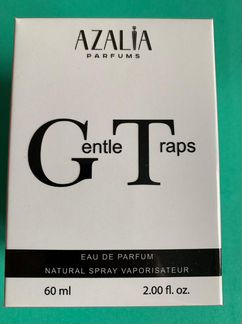 AZALIA
PARFUMS
Gentle Traps
EAU DE PARFUM
NATURAL SPRAY VAPORISATEUR
60 ml 2.00 fl. oz.